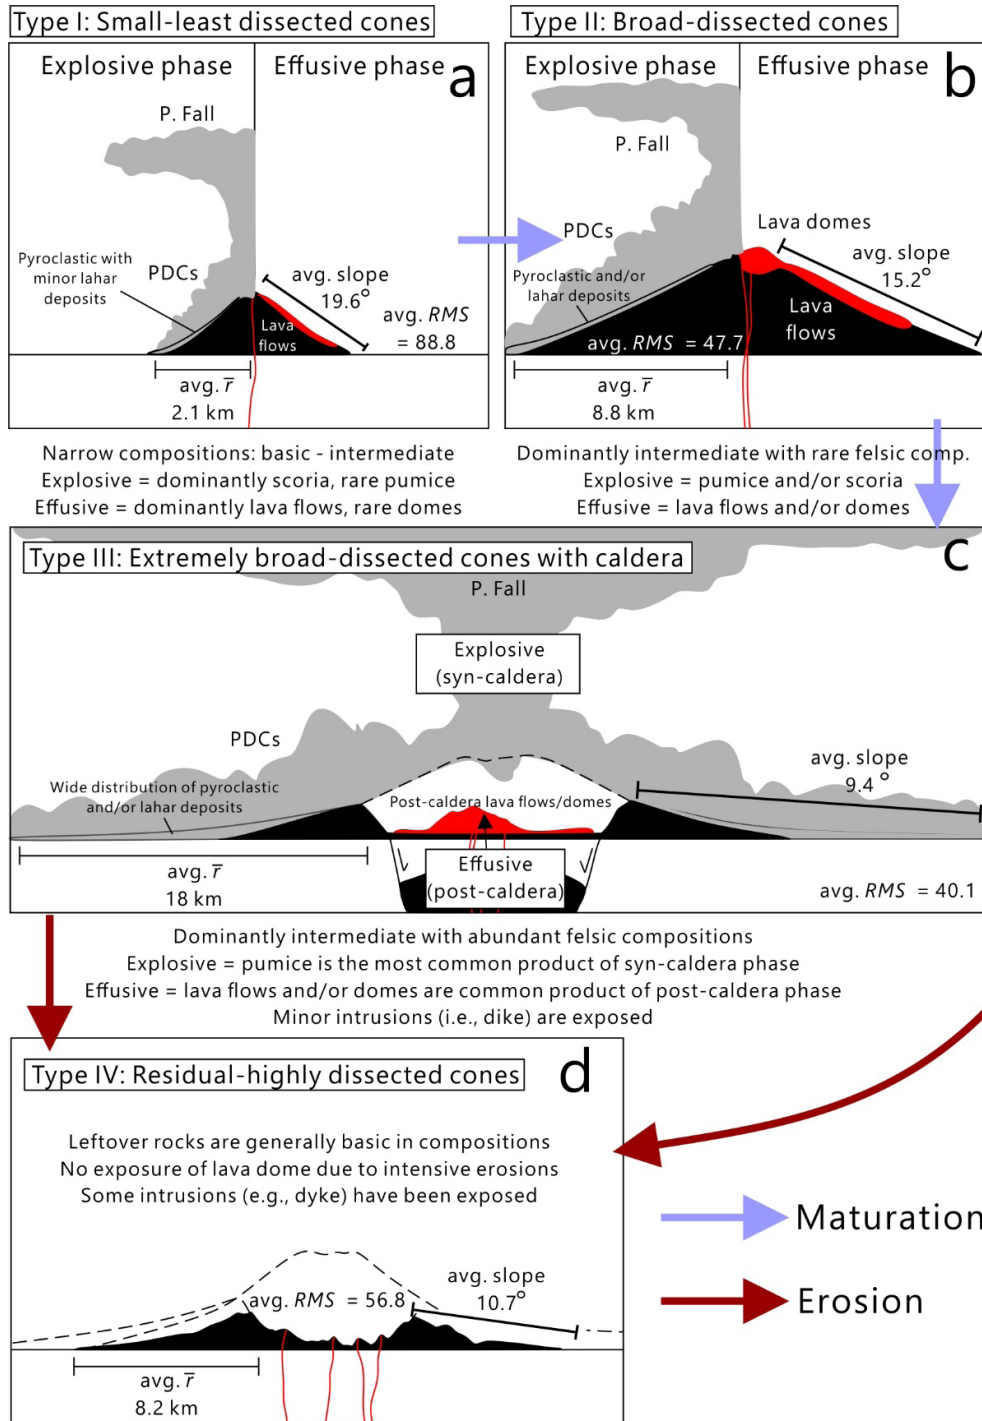 Type I: Small-least dissected cones
Explosive phase
Effusive phase
a
P. Fall
Pyroclastic with
minor lahar
deposits
PDCs
avg. slope
19.6°
avg. RMS
= 88.8
Lava
flows
avg. r̅
2.1 km
Narrow compositions: basic - intermediate
Explosive = dominantly scoria, rare pumice
Effusive = dominantly lava flows, rare domes
Type II: Broad-dissected cones
Explosive phase
Effusive phase
b
P. Fall
PDCs
Lava domes
Pyroclastic and/or
lahar deposits
avg. slope
15.2°
Lava
flows
avg. RMS = 47.7
avg. r̅
8.8 km
Dominantly intermediate with rare felsic comp.
Explosive = pumice and/or scoria
Effusive = lava flows and/or domes
Type III: Extremely broad-dissected cones with caldera
c
P. Fall
Explosive
(syn-caldera)
PDCs
Wide distribution of pyroclastic
and/or lahar deposits
Post-caldera lava flows/domes
avg. slope
9.4°
Effusive
(post-caldera)
avg. r̅
18 km
avg. RMS = 40.1
Dominantly intermediate with abundant felsic compositions
Explosive = pumice is the most common product of syn-caldera phase
Effusive = lava flows and/or domes are common product of post-caldera phase
Minor intrusions (i.e., dike) are exposed
Type IV: Residual-highly dissected cones
d
Leftover rocks are generally basic in compositions
No exposure of lava dome due to intensive erosions
Some intrusions (e.g., dyke) have been exposed
avg. RMS = 56.8
avg. slope
10.7°
avg. r̅
8.2 km
Maturation
Erosion